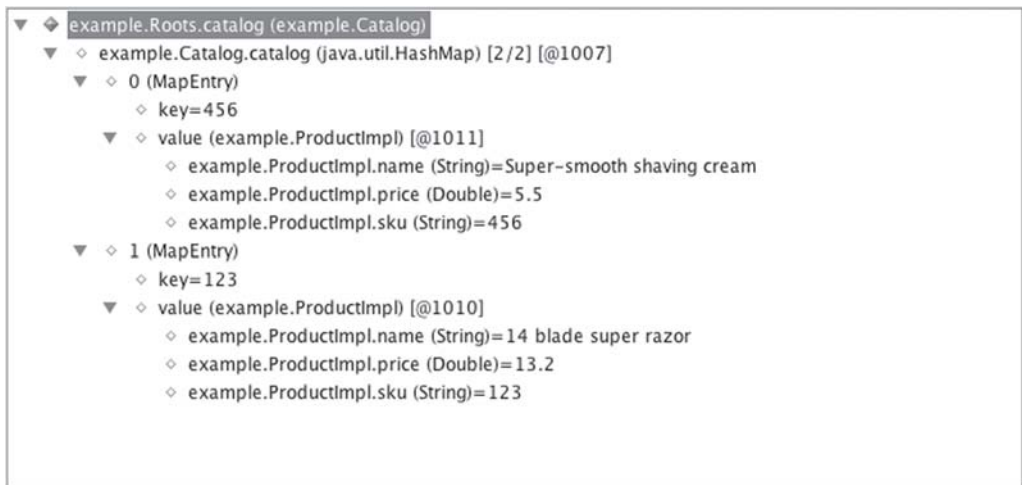 example.Roots.catalog (example.Catalog)
example.Catalog.catalog (java.util.HashMap) [2/2] [@1007]
0 (MapEntry)
key=456
value (example.ProductImpl) [@1011]
example.ProductImpl.name (String)=Super-smooth shaving cream
example.ProductImpl.price (Double)=5.5
example.ProductImpl.sku (String)=456
1 (MapEntry)
key=123
value (example.ProductImpl) [@1010]
example.ProductImpl.name (String)=14 blade super razor
example.ProductImpl.price (Double)=13.2
example.ProductImpl.sku (String)=123